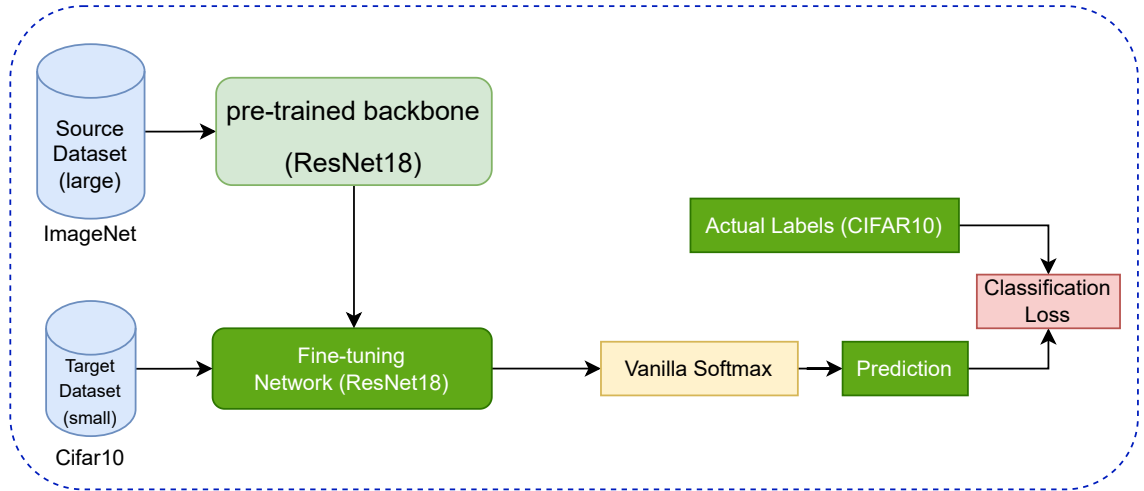 Source
Dataset
(large)
ImageNet
pre-trained backbone
(ResNet18)
Actual Labels (CIFAR10)
Classification
Loss
Target
Dataset
(small)
Cifar10
Fine-tuning
Network (ResNet18)
Vanilla Softmax
Prediction